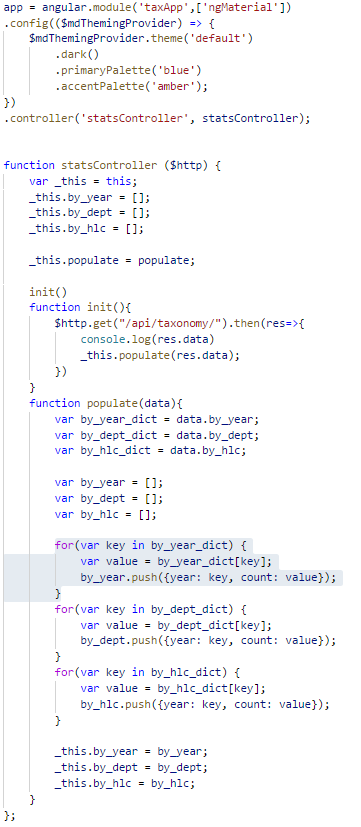 app = angular.module('taxApp',['ngMaterial'])
.config(($mdThemingProvider) => {
    $mdThemingProvider.theme('default')
        .dark()
        .primaryPalette('blue')
        .accentPalette('amber');
})
.controller('statsController', statsController);


function statsController ($http) {
    var _this = this;
    _this.by_year = [];
    _this.by_dept = [];
    _this.by_hlc = [];

    _this.populate = populate;

    init()
    function init(){
        $http.get("/api/taxonomy/").then(res=>{
            console.log(res.data)
            _this.populate(res.data);
        })
    }
    function populate(data){
        var by_year_dict = data.by_year;
        var by_dept_dict = data.by_dept;
        var by_hlc_dict = data.by_hlc;

        var by_year = [];
        var by_dept = [];
        var by_hlc = [];

        for(var key in by_year_dict) {
            var value = by_year_dict[key];
            by_year.push({year: key, count: value});
        }
        for(var key in by_dept_dict) {
            var value = by_dept_dict[key];
            by_dept.push({year: key, count: value});
        }
        for(var key in by_hlc_dict) {
            var value = by_hlc_dict[key];
            by_hlc.push({year: key, count: value});
        }

        _this.by_year = by_year;
        _this.by_dept = by_dept;
        _this.by_hlc = by_hlc;
    }
};